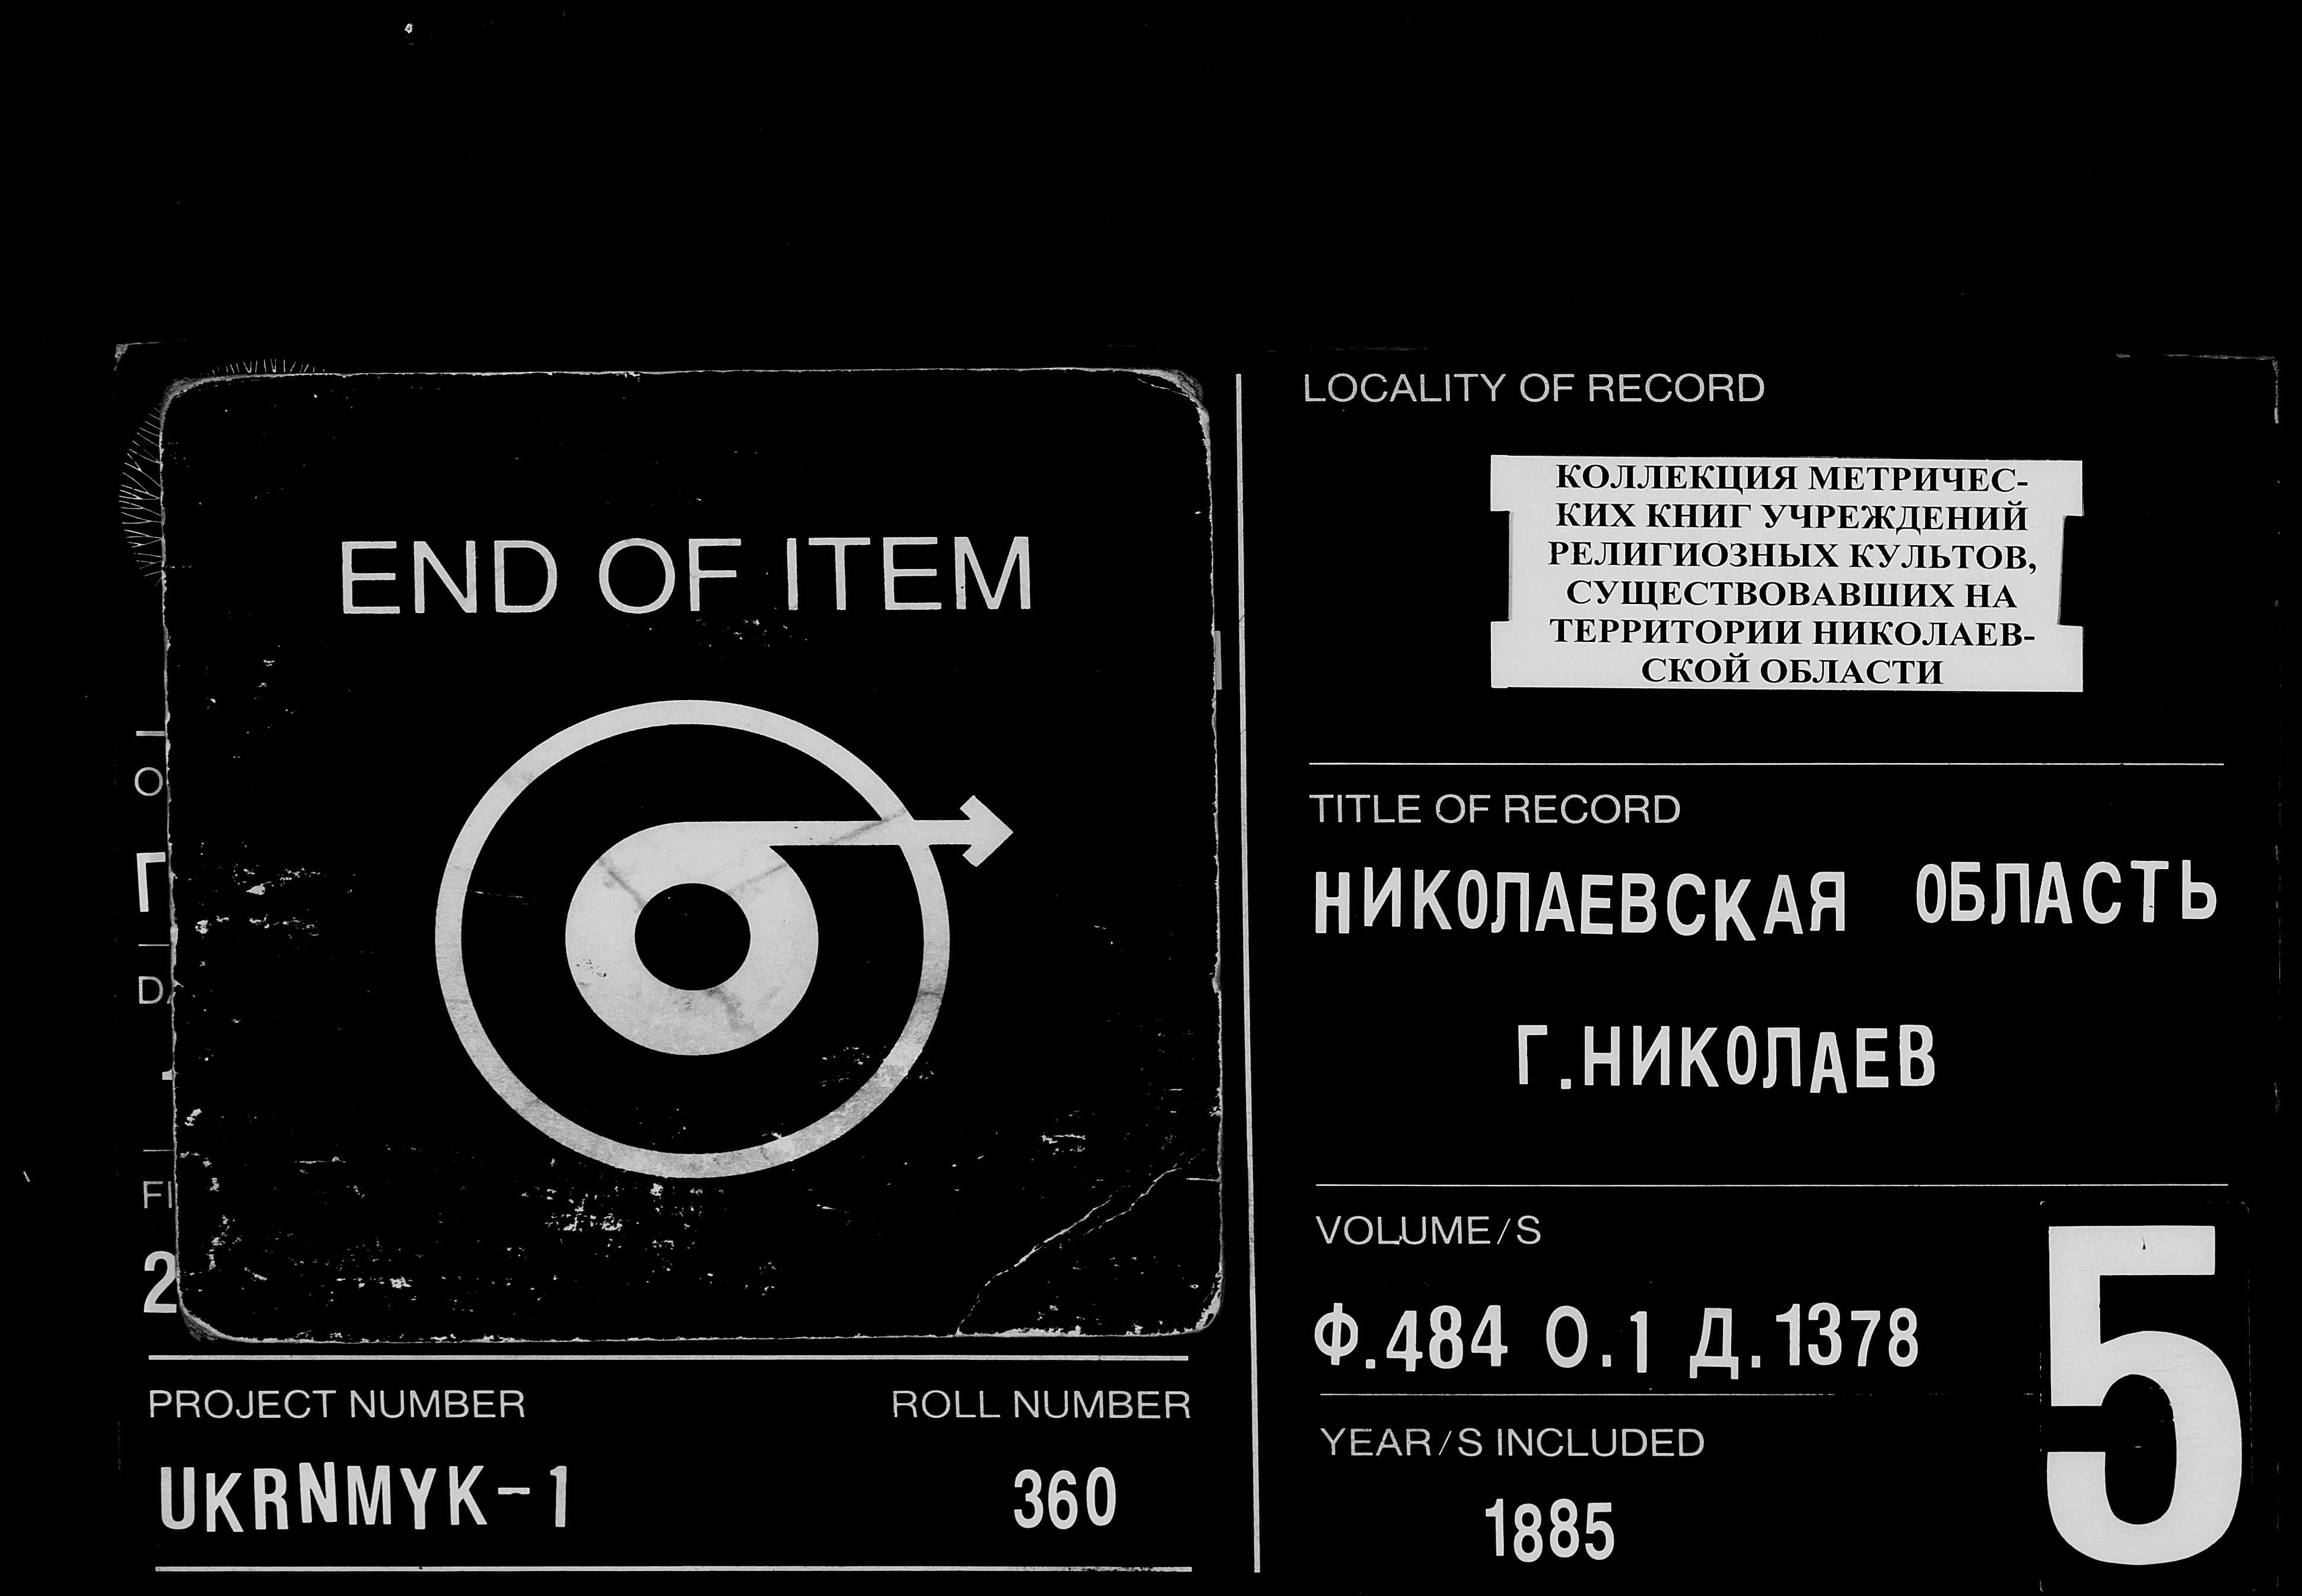 END OF ITEM
PROJECT NUMBER
ROLL NUMBER
UKRNMYK-1
360
LOCALITY OF RECORD
КОЛЛЕКЦИЯ МЕТРИЧЕС-
КИХ КНИГ УЧРЕЖДЕНИЙ
РЕЛИГИОЗНЫХ КУЛЬТОВ,
СУЩЕСТВОВАВШИХ НА
ТЕРРИТОРИИ НИКОЛАЕВ-
СКОЙ ОБЛАСТИ
TITLE OF RECORD
НИКОЛАЕВСКАЯ ОБЛАСТЬ
Г.НИКОЛАЕВ
VOLUME/S
Ф.484 О.1 Д.1378
YEAR/S INCLUDED
1885
5